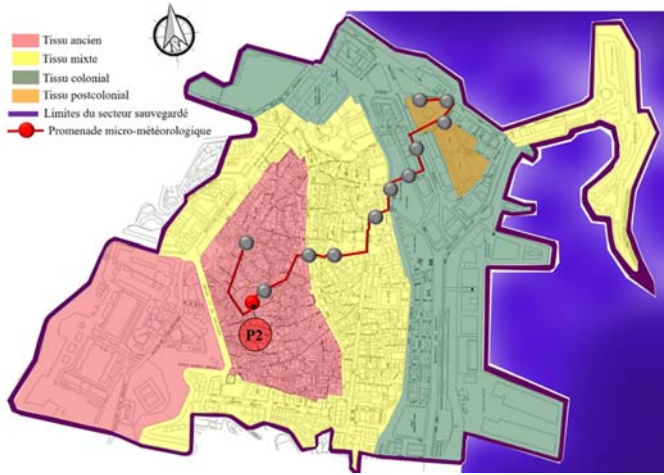 Tissu ancien
Tissu mixte
Tissu colonial
Tissu postcolonial
Limites du secteur sauvegardé
Promenade micro-météorologique
P2